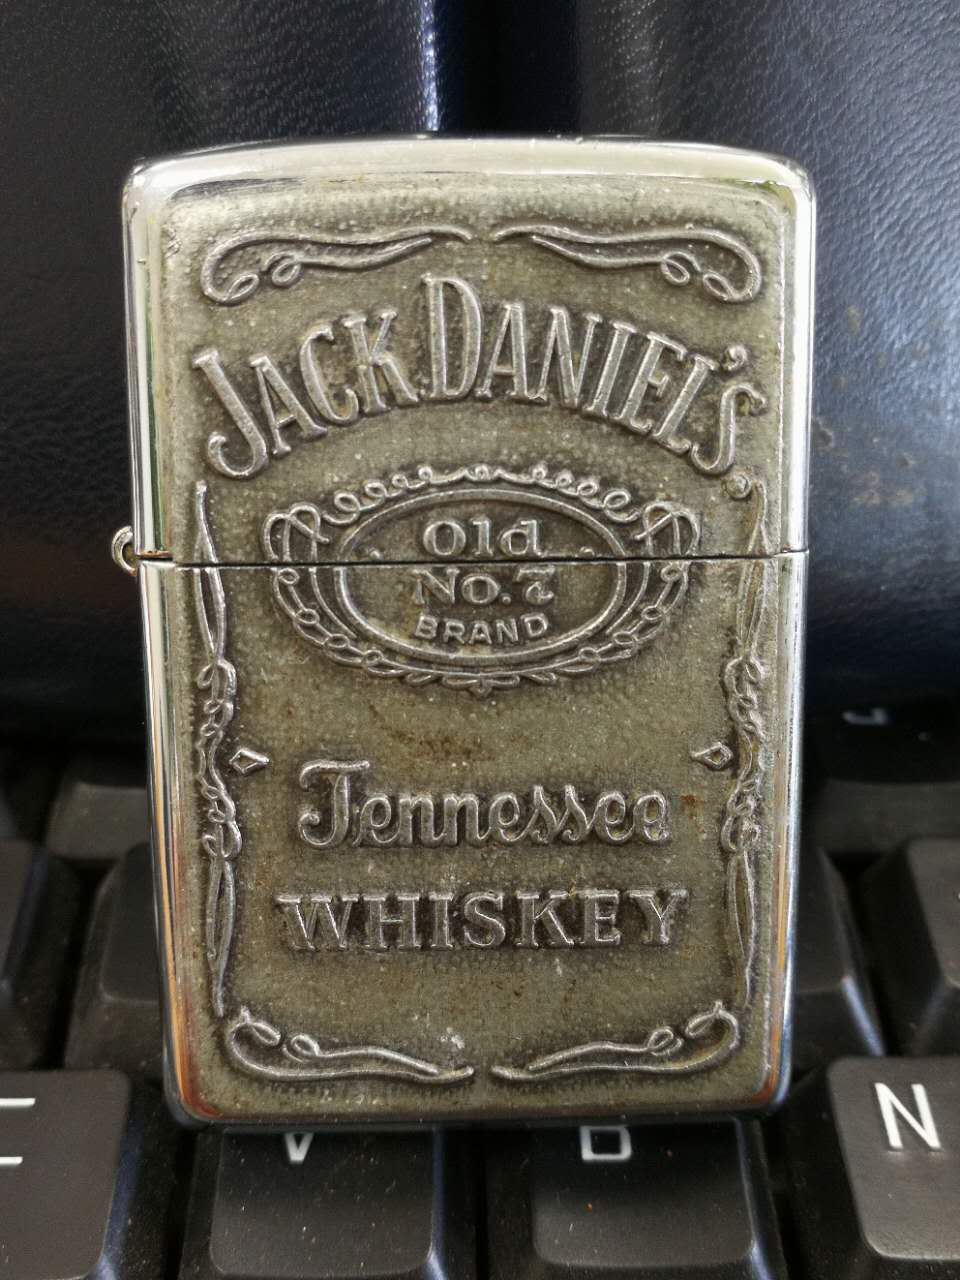 JACK DANIEL'S
Old
No. 7
BRAND
Tennessee
WHISKEY
V
N